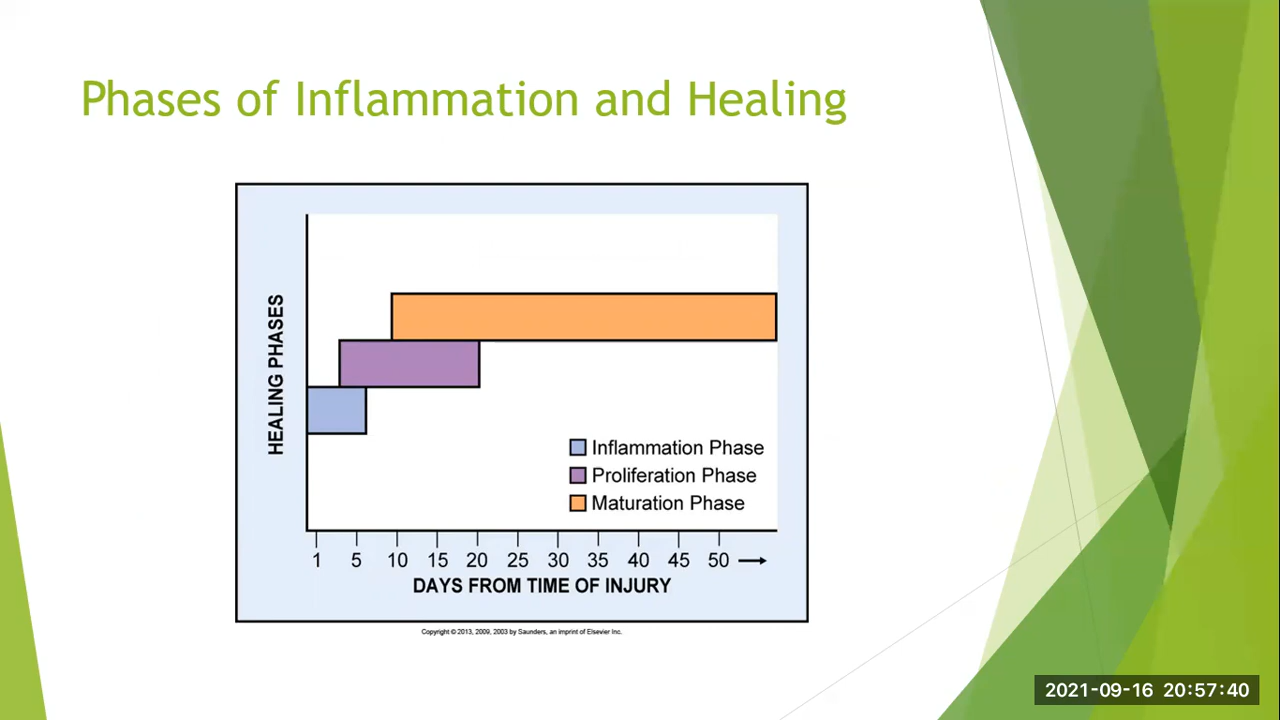 Phases of Inflammation and Healing
HEALING PHASES
Inflammation Phase
Proliferation Phase
Maturation Phase
1 5 10 15 20 25 30 35 40 45 50
DAYS FROM TIME OF INJURY
Copyright © 2013, 2009, 2003 by Saunders, an imprint of Elsevier Inc.
2021-09-16 20:57:40